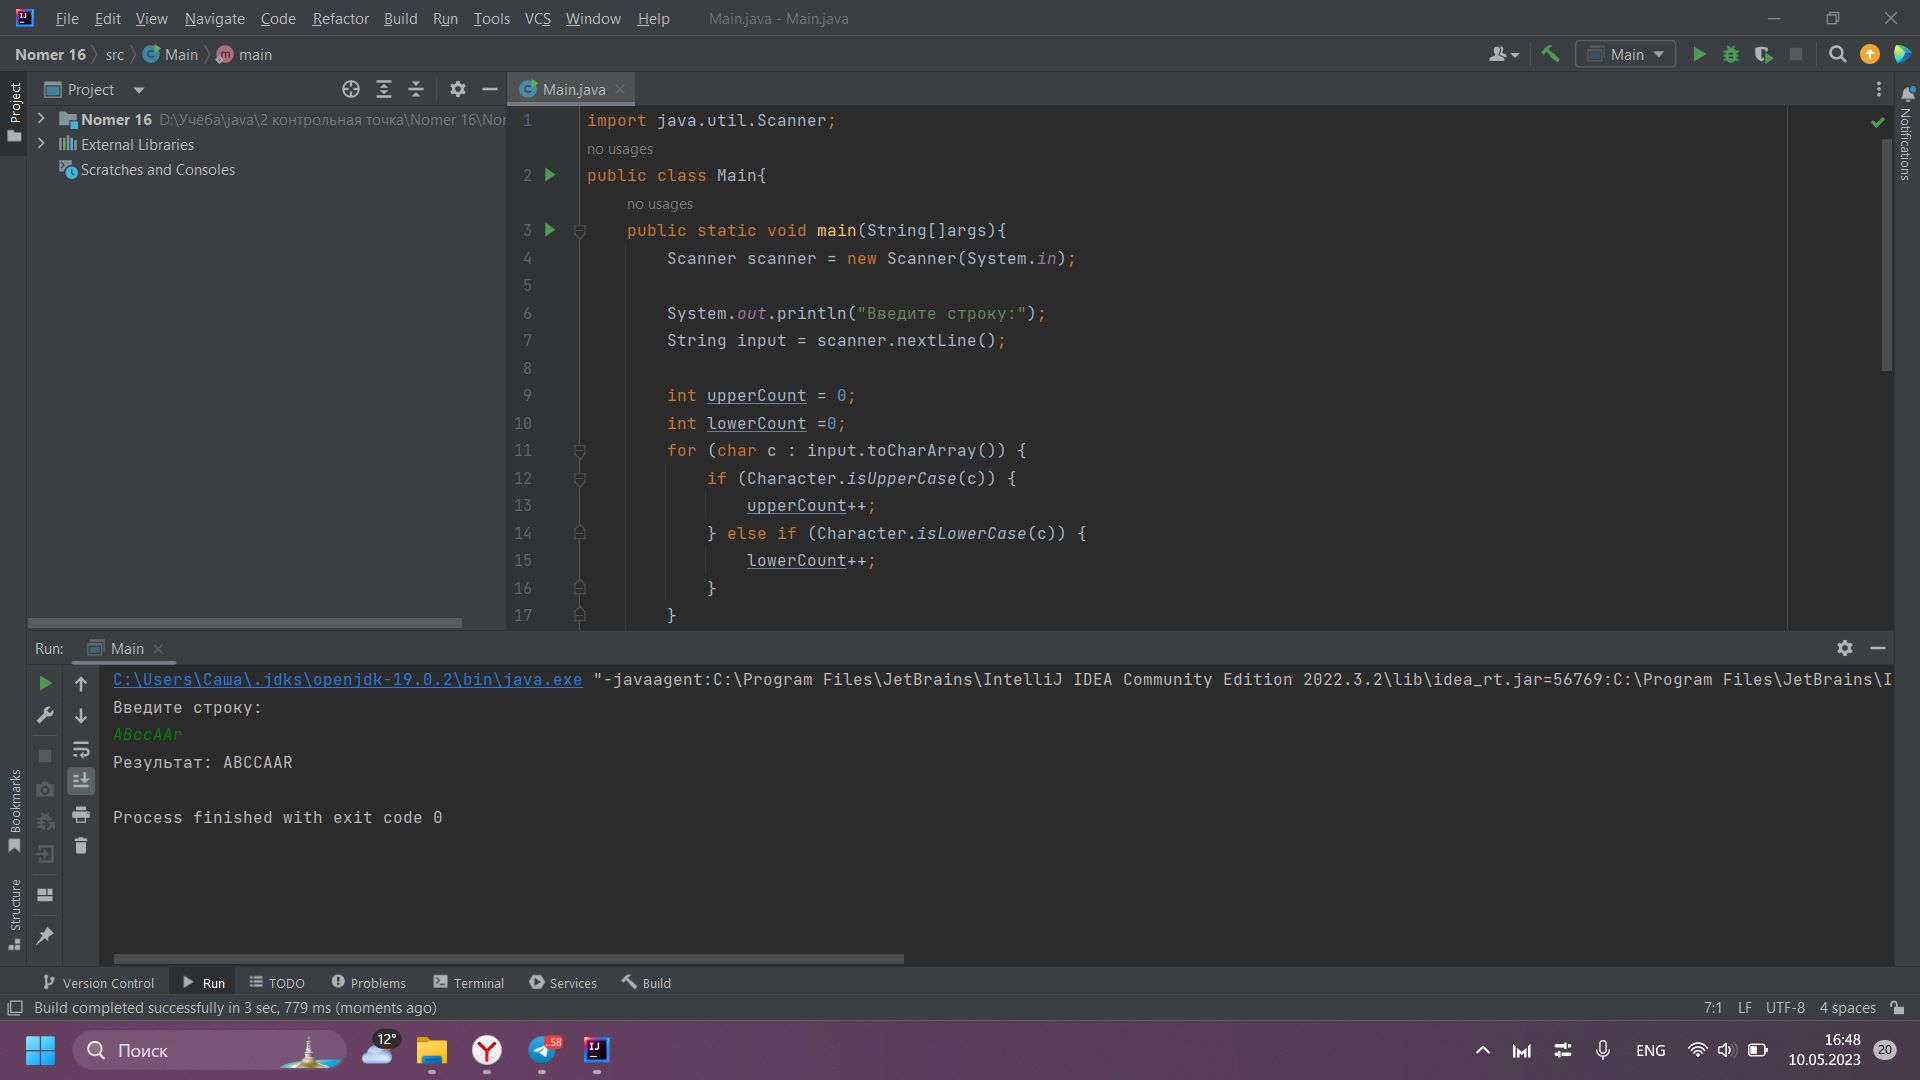 File Edit View Navigate Code Refactor Build Run Tools VCS Window Help Main.java - Main.java
Nomer 16 src Main main Main
Project
Main.java
Project
Nomer 16 D:\Учёба\java\2 контрольная точка\Nomer 16\Nor
External Libraries
Scratches and Consoles
Notifications
1 import java.util.Scanner;
no usages
2 public class Main{
no usages
3 public static void main(String[]args){
4 Scanner scanner = new Scanner(System.in);
5
6 System.out.println("Введите строку:");
7 String input = scanner.nextLine();
8
9 int upperCount = 0;
10 int lowerCount =0;
11 for (char c : input.toCharArray()) {
12 if (Character.isUpperCase(c)) {
13 upperCount++;
14 } else if (Character.isLowerCase(c)) {
15 lowerCount++;
16 }
17 }
Run: Main
C:\Users\Саша\.jdks\openjdk-19.0.2\bin\java.exe "-javaagent:C:\Program Files\JetBrains\IntelliJ IDEA Community Edition 2022.3.2\lib\idea_rt.jar=56769:C:\Program Files\JetBrains\I
Введите строку:
ABccAAr
Результат: ABCCAAR
Process finished with exit code 0
Bookmarks
Structure
Version Control Run TODO Problems Terminal Services Build
Build completed successfully in 3 sec, 779 ms (moments ago) 7:1 LF UTF-8 4 spaces
Поиск 12° ..58 ENG 16:48
10.05.2023 20